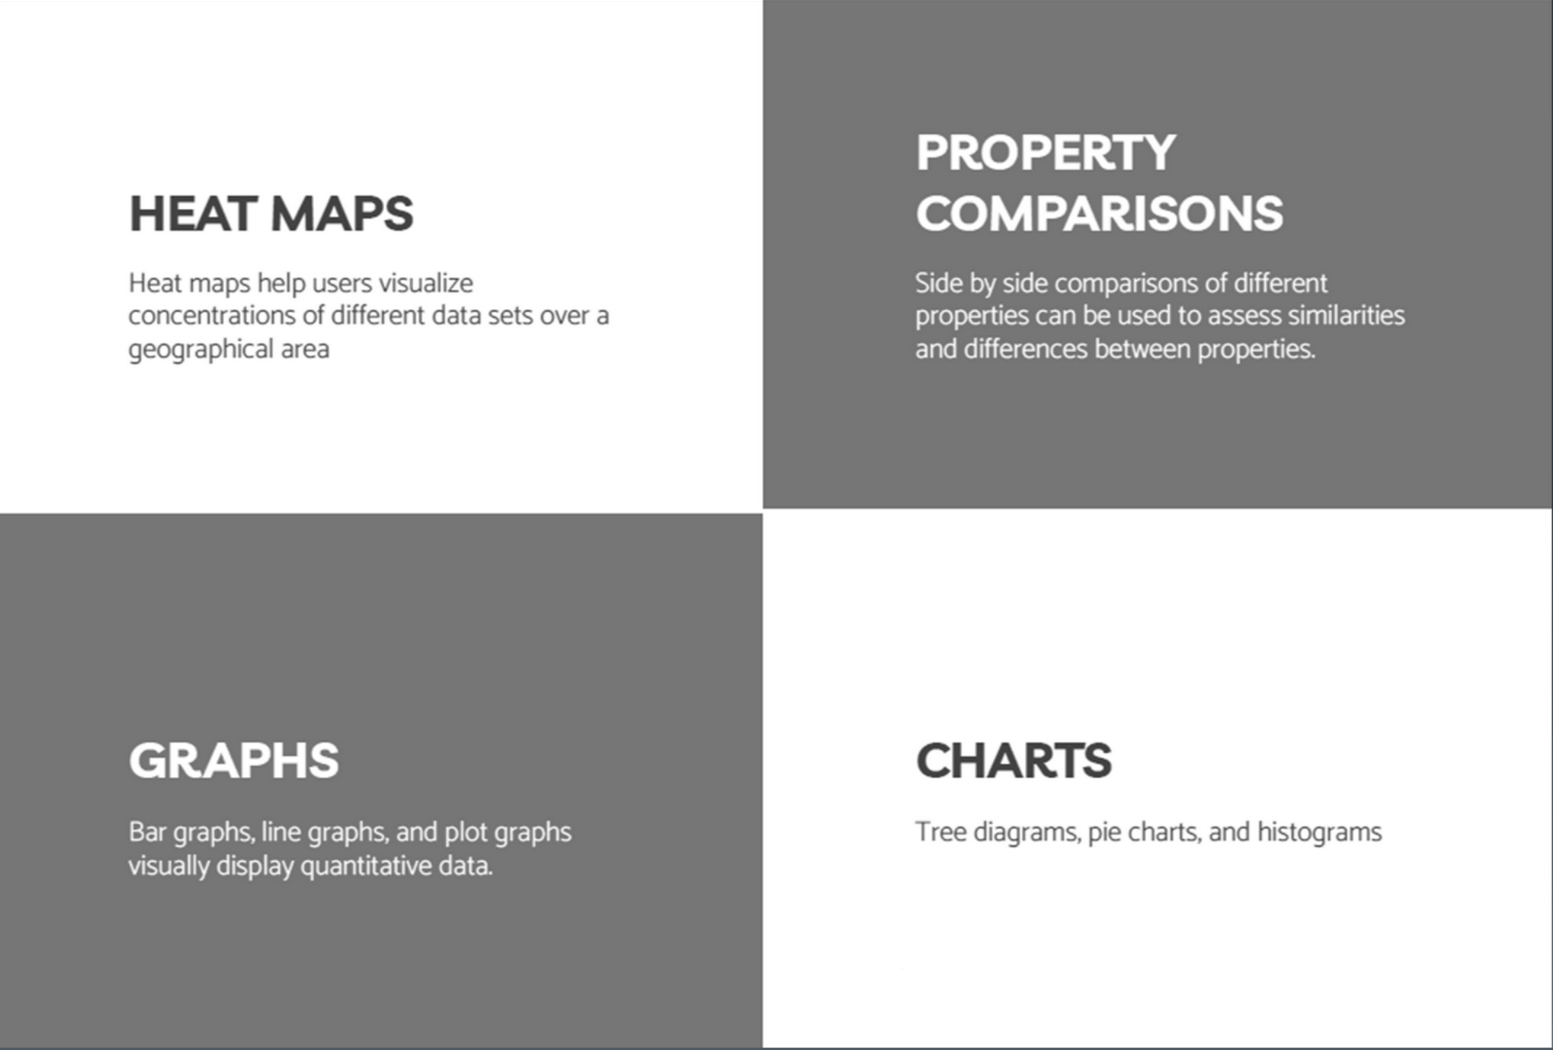 HEAT MAPS
Heat maps help users visualize
concentrations of different data sets over a
geographical area
PROPERTY
COMPARISONS
Side by side comparisons of different
properties can be used to assess similarities
and differences between properties.
GRAPHS
Bar graphs, line graphs, and plot graphs
visually display quantitative data.
CHARTS
Tree diagrams, pie charts, and histograms